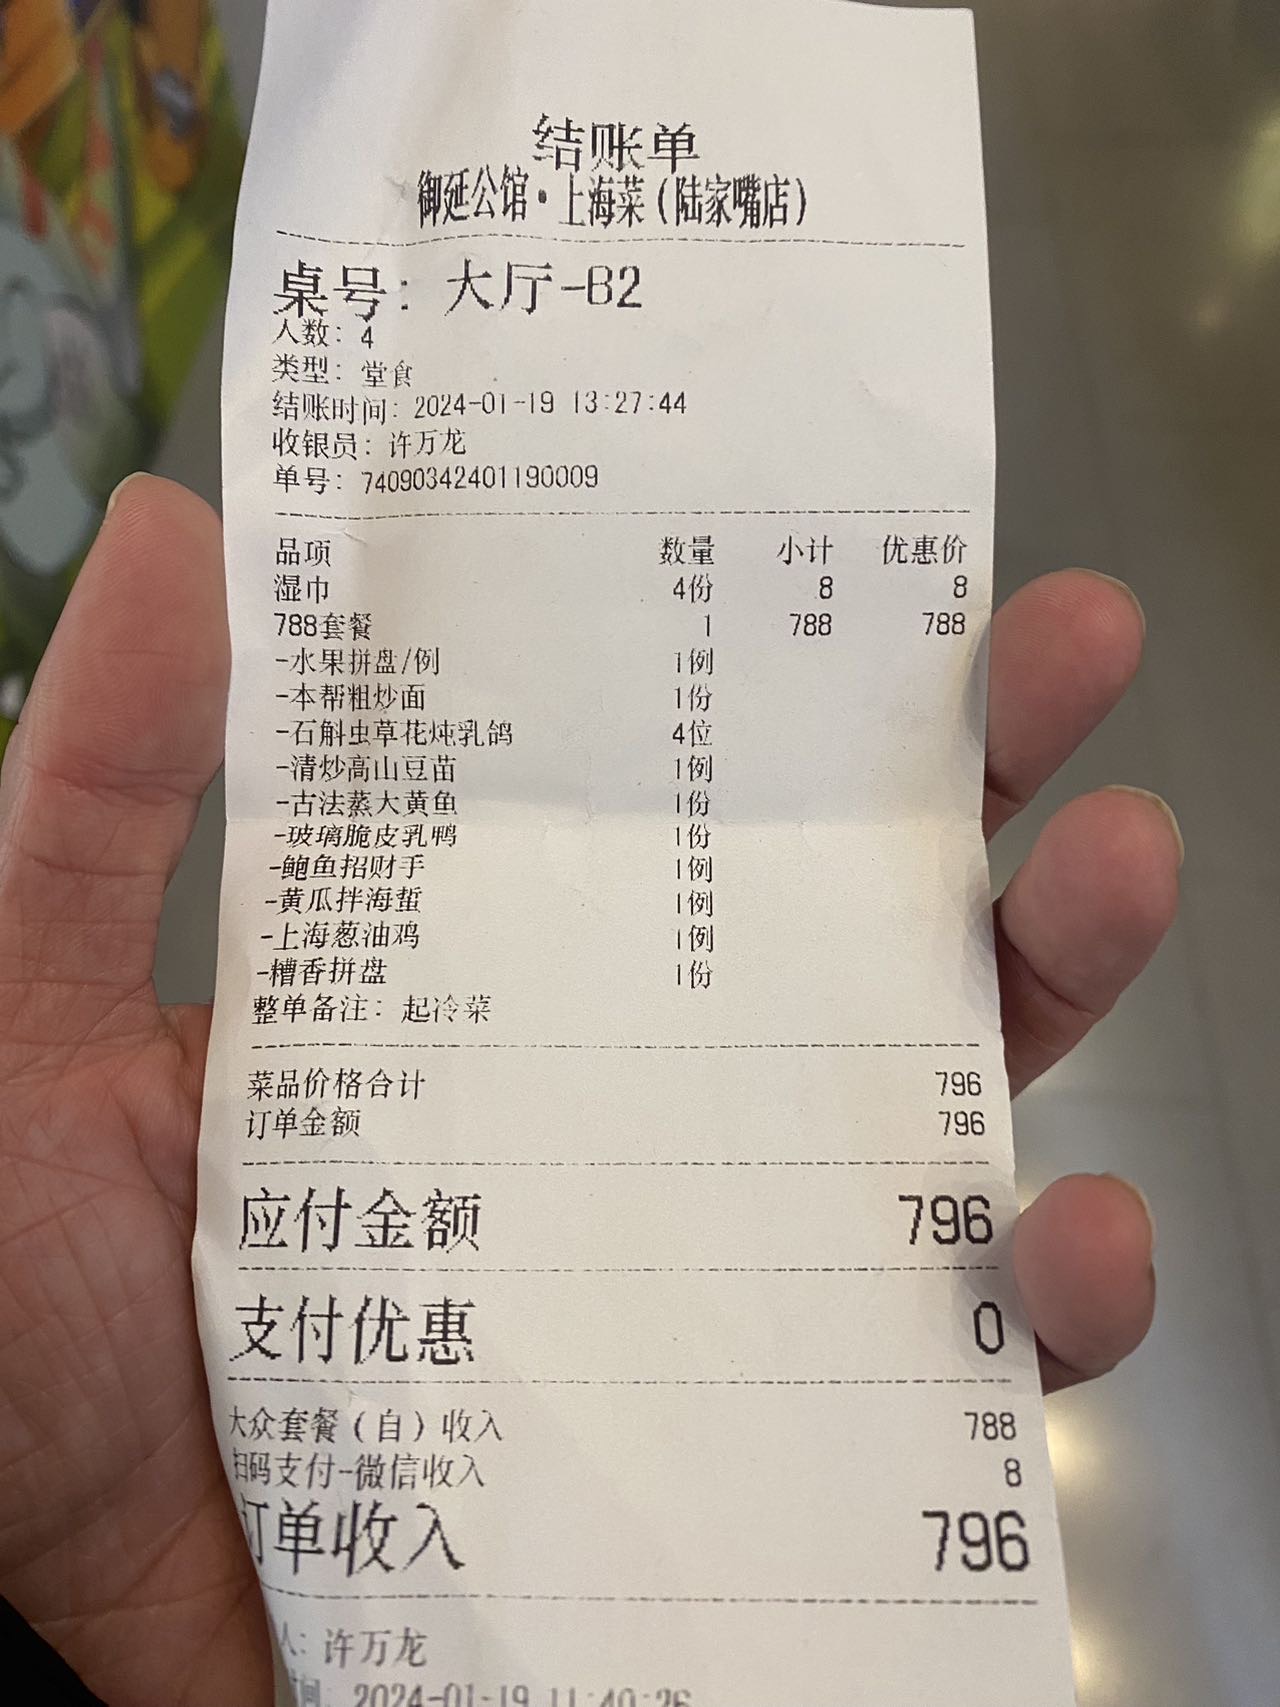 结账单
御延公馆·上海菜(陆家嘴店)
桌号: 大厅-B2
人数: 4
类型: 堂食
结账时间: 2024-01-19 13:27:44
收银员: 许万龙
单号: 74090342401190009
品项 数量 小计 优惠价
湿巾 4份 8 8
788套餐 1 788 788
-水果拼盘/例 1例
-本帮粗炒面 1份
-石斛虫草花炖乳鸽 4位
-清炒高山豆苗 1例
-古法蒸大黄鱼 1份
-玻璃脆皮乳鸭 1份
-鲍鱼招财手 1例
-黄瓜拌海蜇 1例
-上海葱油鸡 1例
-糟香拼盘 1份
整单备注: 起冷菜
菜品价格合计 796
订单金额 796
应付金额 796
支付优惠 0
大众套餐(自)收入 788
扫码支付-微信收入 8
订单收入 796
人: 许万龙
间: 2024-01-19 11:40:26